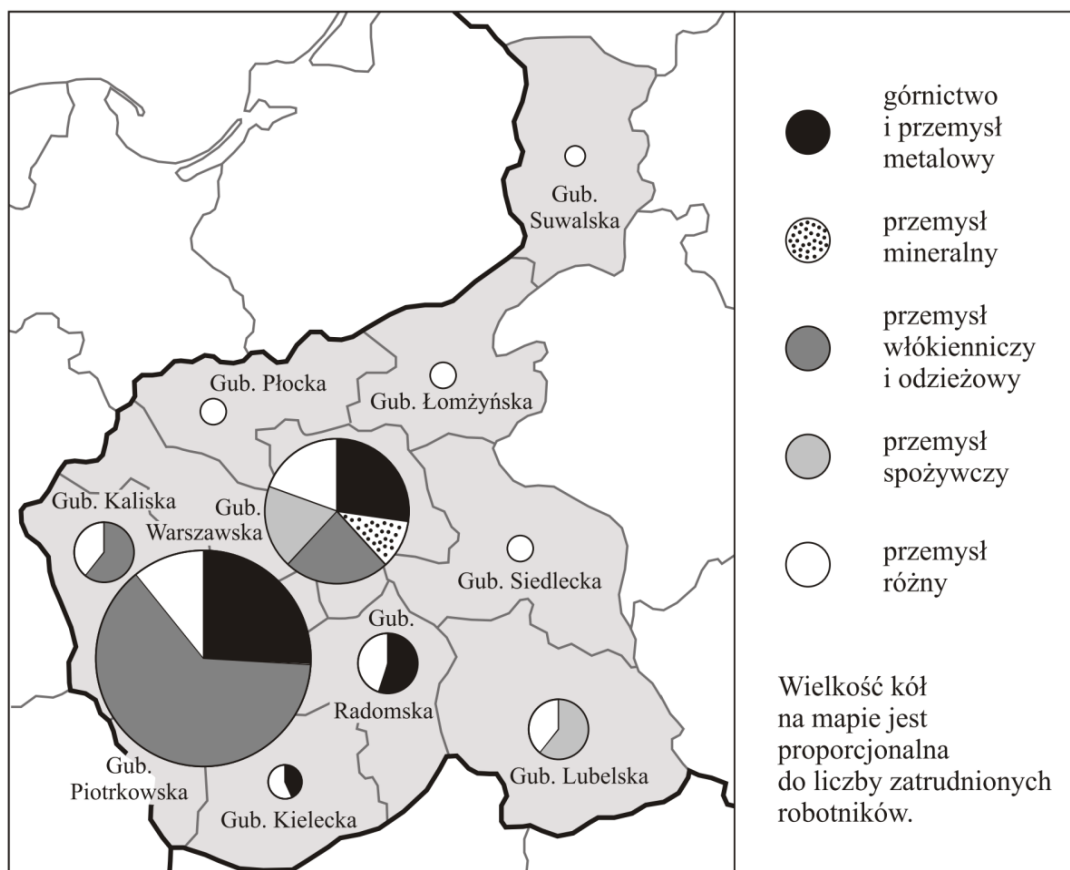 Gub.
Suwalska
Gub. Płocka
Gub. Łomżyńska
Gub. Kaliska
Gub.
Warszawska
Gub. Siedlecka
Gub.
Radomska
Gub.
Piotrkowska
Gub. Kielecka
Gub. Lubelska
górnictwo
i przemysł
metalowy
przemysł
mineralny
przemysł
włókienniczy
i odzieżowy
przemysł
spożywczy
przemysł
różny
Wielkość kół
na mapie jest
proporcjonalna
do liczby zatrudnionych
robotników.